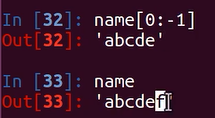 In [32]: name[0:-1]
Out[32]: 'abcde'
In [33]: name
Out[33]: 'abcdef'